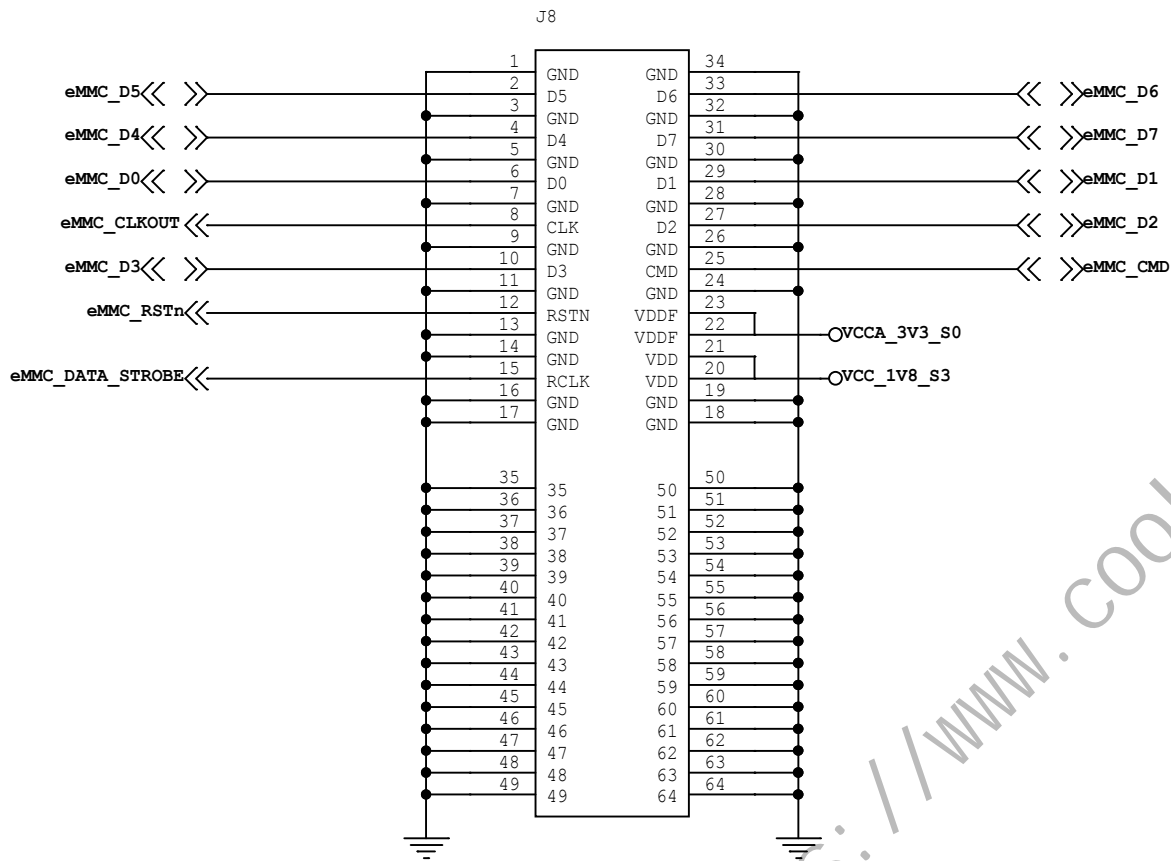 J8
1 GND GND 34
eMMC_D5 2 D5 D6 33 eMMC_D6
3 GND GND 32
eMMC_D4 4 D4 D7 31 eMMC_D7
5 GND GND 30
eMMC_D0 6 D0 D1 29 eMMC_D1
7 GND GND 28
eMMC_CLKOUT 8 CLK D2 27 eMMC_D2
9 GND GND 26
eMMC_D3 10 D3 CMD 25 eMMC_CMD
11 GND GND 24
eMMC_RSTn 12 RSTN VDDF 23
13 GND VDDF 22 VCCA_3V3_S0
14 GND VDD 21
eMMC_DATA_STROBE 15 RCLK VDD 20 VCC_1V8_S3
16 GND GND 19
17 GND GND 18
35 35 50 50
36 36 51 51
37 37 52 52
38 38 53 53
39 39 54 54
40 40 55 55
41 41 56 56
42 42 57 57
43 43 58 58
44 44 59 59
45 45 60 60
46 46 61 61
47 47 62 62
48 48 63 63
49 49 64 64
://www.coo